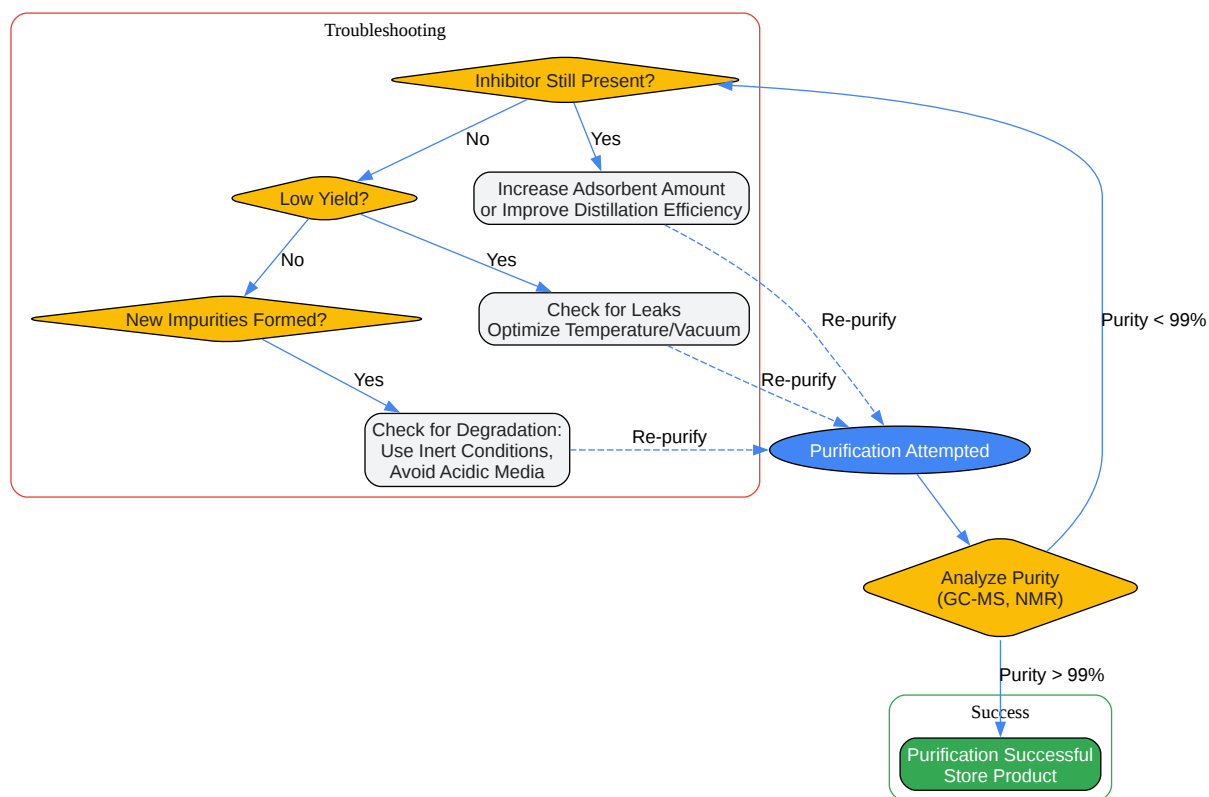 Troubleshooting
Inhibitor Still Present?
No
Yes
Increase Adsorbent Amount
or Improve Distillation Efficiency
Low Yield?
No
Yes
New Impurities Formed?
Check for Leaks
Optimize Temperature/Vacuum
Re-purify
Purity < 99%
Yes
Re-purify
Check for Degradation:
Use Inert Conditions,
Avoid Acidic Media
Re-purify
Purification Attempted
Analyze Purity
(GC-MS, NMR)
Purity > 99%
Success
Purification Successful
Store Product